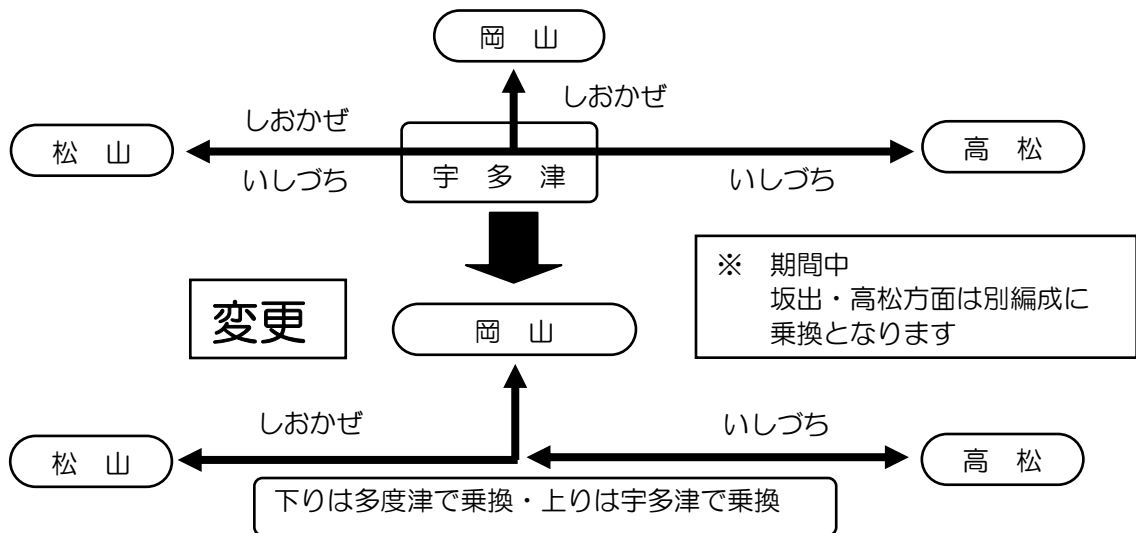 岡 山
しおかぜ
しおかぜ
松 山
高 松
いしづち
宇 多 津
いしづち
※ 期間中
坂出・高松方面は別編成に
乗換となります
変更
岡 山
しおかぜ
いしづち
松 山
高 松
下りは多度津で乗換・上りは宇多津で乗換